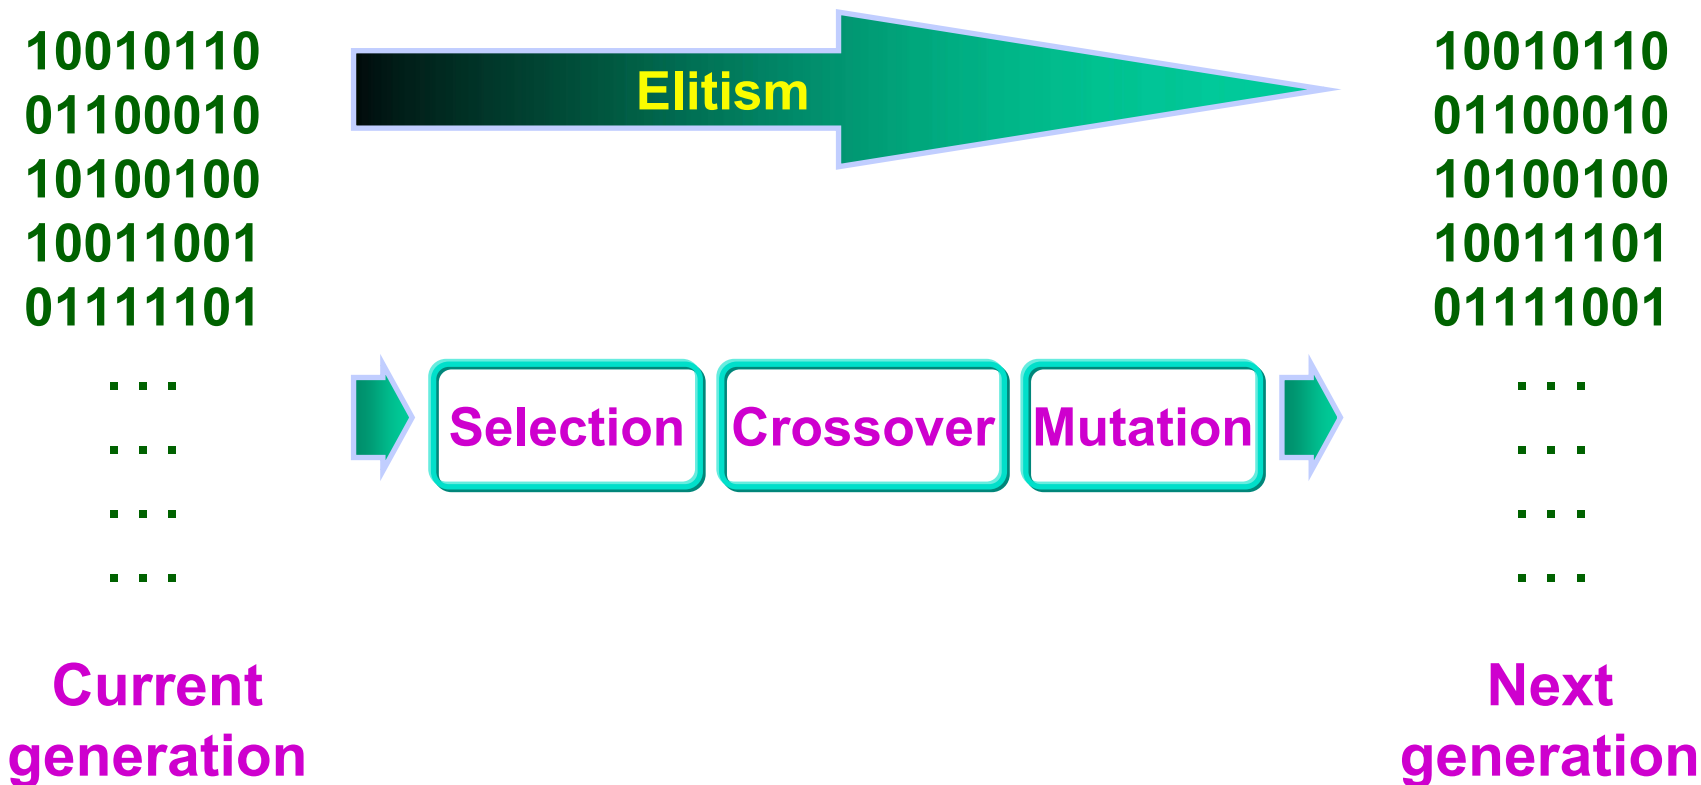 10010110
01100010
10100100
10011001
01111101
. . .
. . .
. . .
. . .
Current
generation
Elitism
Selection
Crossover
Mutation
10010110
01100010
10100100
10011101
01111001
. . .
. . .
. . .
. . .
Next
generation